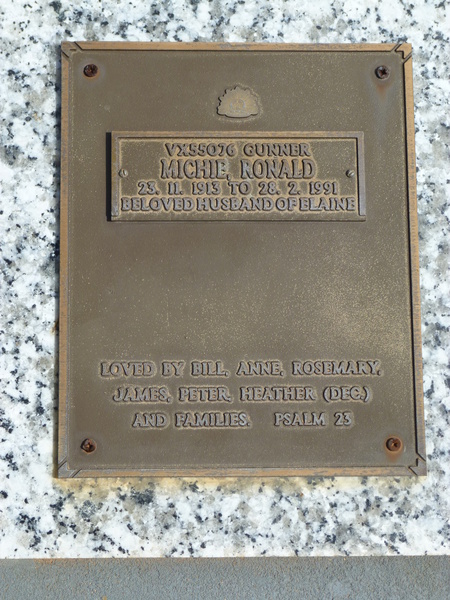 VX55076 GUNNER
MICHIE, RONALD
23. 11. 1913 TO 28. 2. 1991
BELOVED HUSBAND OF ELAINE
LOVED BY BILL, ANNE, ROSEMARY,
JAMES, PETER, HEATHER (DEC.)
AND FAMILIES. PSALM 23